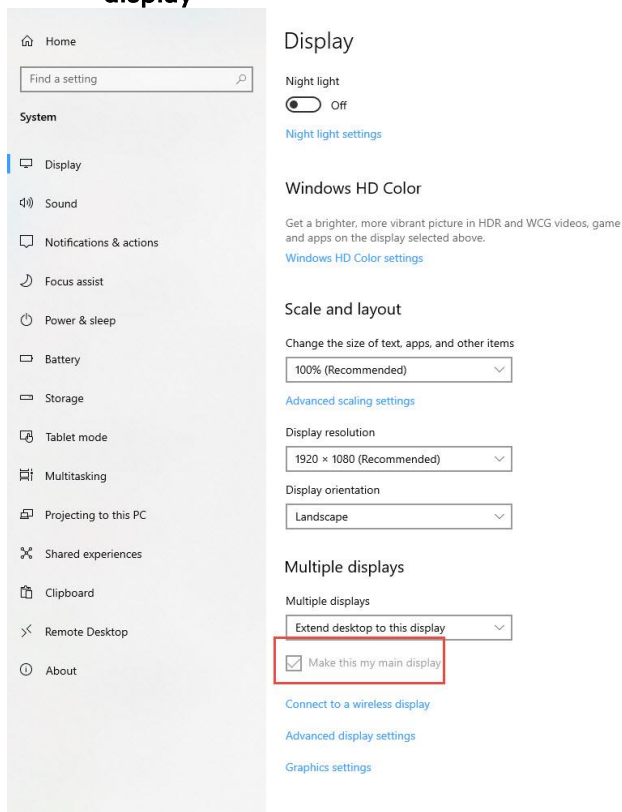 display
Home
Find a setting
System
Display
Sound
Notifications & actions
Focus assist
Power & sleep
Battery
Storage
Tablet mode
Multitasking
Projecting to this PC
Shared experiences
Clipboard
Remote Desktop
About
Display
Night light
Off
Night light settings
Windows HD Color
Get a brighter, more vibrant picture in HDR and WCG videos, game
and apps on the display selected above.
Windows HD Color settings
Scale and layout
Change the size of text, apps, and other items
100% (Recommended)
Advanced scaling settings
Display resolution
1920 × 1080 (Recommended)
Display orientation
Landscape
Multiple displays
Multiple displays
Extend desktop to this display
Make this my main display
Connect to a wireless display
Advanced display settings
Graphics settings